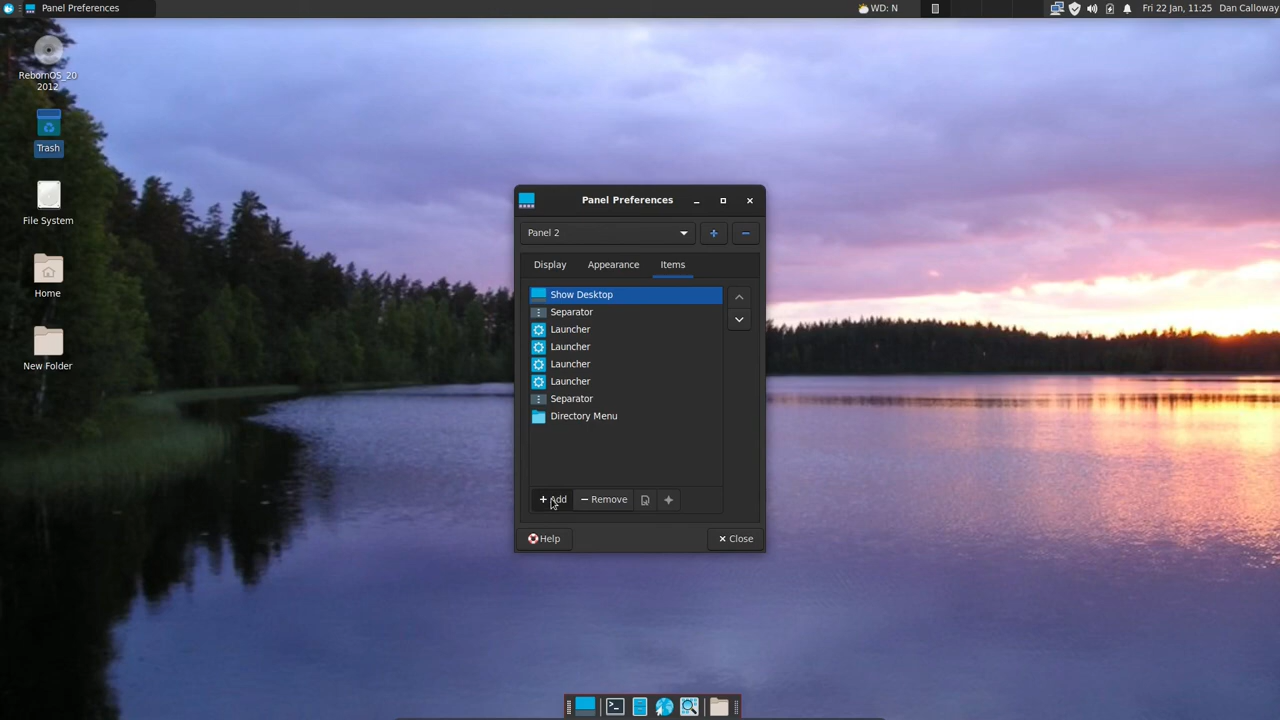 Panel Preferences
WD: N
Fri 22 Jan, 11:25
Dan Calloway
RebornOS_20
2012
Trash
File System
Home
New Folder
Panel Preferences
Panel 2
Display
Appearance
Items
Show Desktop
Separator
Launcher
Launcher
Launcher
Launcher
Separator
Directory Menu
Add
Remove
Help
Close